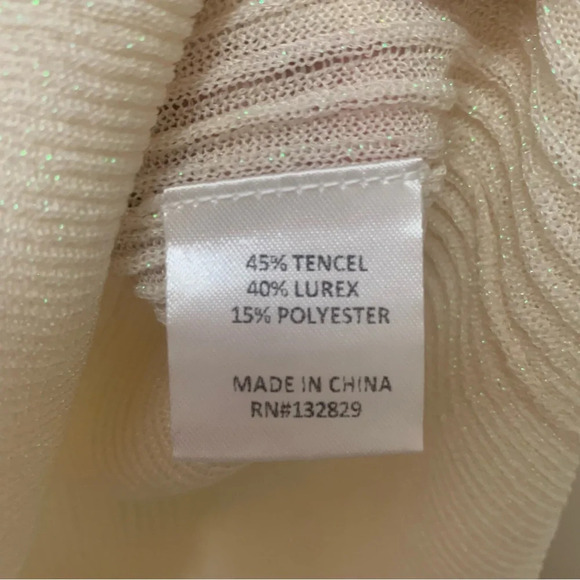 45% TENCEL
40% LUREX
15% POLYESTER
MADE IN CHINA
RN#132829